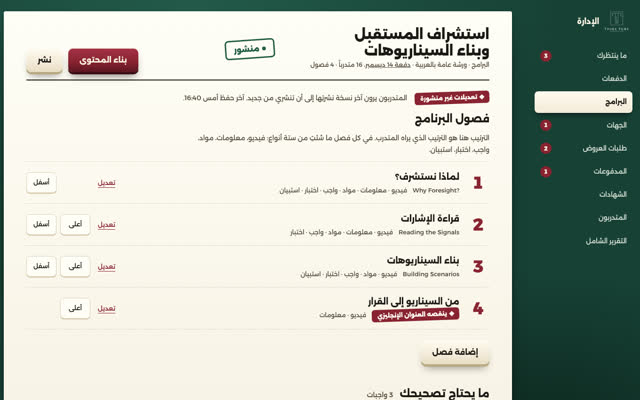 الإدارة
THINK TANK
ما ينتظرك 3
الدفعات
البرامج
الجهات 1
طلبات العروض 2
المدفوعات 1
الشهادات
المتدربون
التقرير الشامل
استشراف المستقبل
وبناء السيناريوهات
البرامج · ورشة عامة بالعربية · دفعة 14 ديسمبر، 16 متدرباً · 4 فصول
منشور
بناء المحتوى
نشر
تعديلات غير منشورة
المتدربون يرون آخر نسخة نشرتِها إلى أن تنشري من جديد. آخر حفظ أمس 16:40.
فصول البرنامج
الترتيب هنا هو الترتيب الذي يراه المتدرب. في كل فصل ما شئتِ من ستة أنواع: فيديو، معلومات، مواد،
واجب، اختبار، استبيان.
1 لماذا نستشرف؟
Why Foresight? فيديو · معلومات · مواد · واجب · اختبار · استبيان
تعديل أسفل
2 قراءة الإشارات
Reading the Signals فيديو · معلومات · مواد · واجب · اختبار
تعديل أعلى أسفل
3 بناء السيناريوهات
Building Scenarios فيديو · مواد · واجب · اختبار · استبيان
تعديل أعلى أسفل
4 من السيناريو إلى القرار
ينقصه العنوان الإنجليزي فيديو · معلومات
تعديل أعلى
إضافة فصل
ما يحتاج تصحيحك 3 واجبات